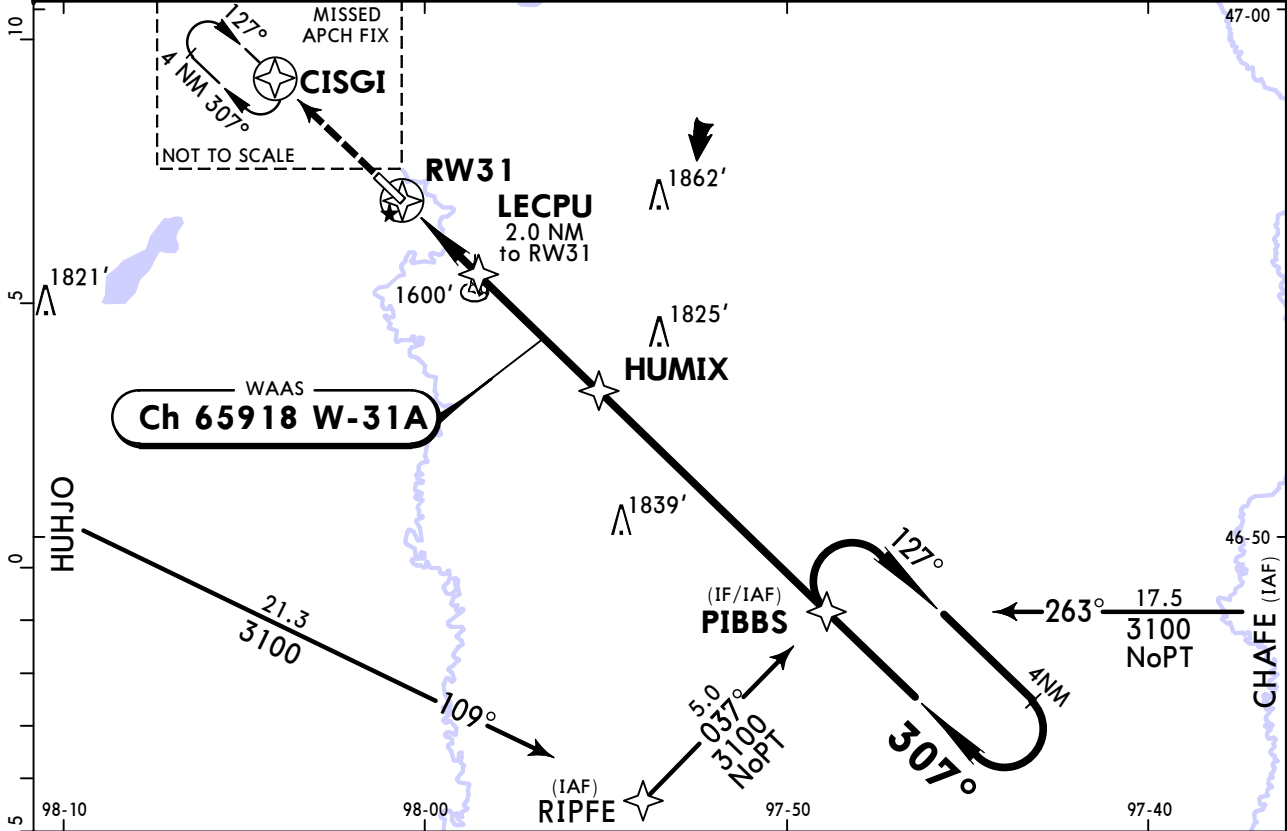 10
127°
MISSED
APCH FIX
47-00
CISGI
4 NM 307°
NOT TO SCALE
RW31
LECPU
2.0 NM
to RW31
1862'
1821'
5
1600'
1825'
HUMIX
WAAS
Ch 65918 W-31A
HUHJO
1839'
46-50
0
127°
(IF/IAF)
PIBBS
263°
17.5
3100
NoPT
CHAFE (IAF)
21.3
3100
109°
4NM
5.0
037°
3100
NoPT
307°
(IAF)
RIPFE
5
98-10
98-00
97-50
97-40